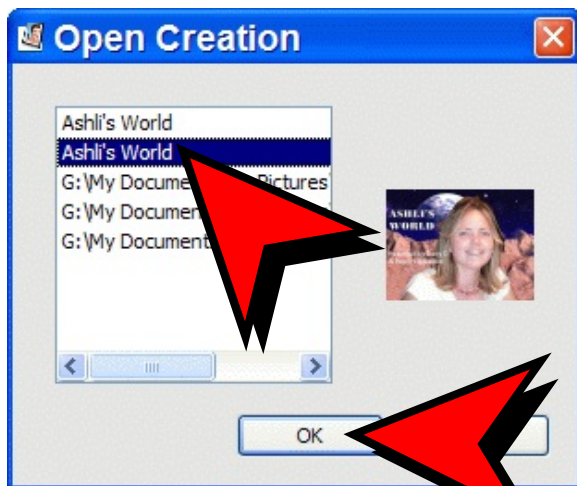 Open Creation
Ashli's World
Ashli's World
G:\My Docume Pictures
G:\My Documen
G:\My Document
ASHLI'S
WORLD
OK